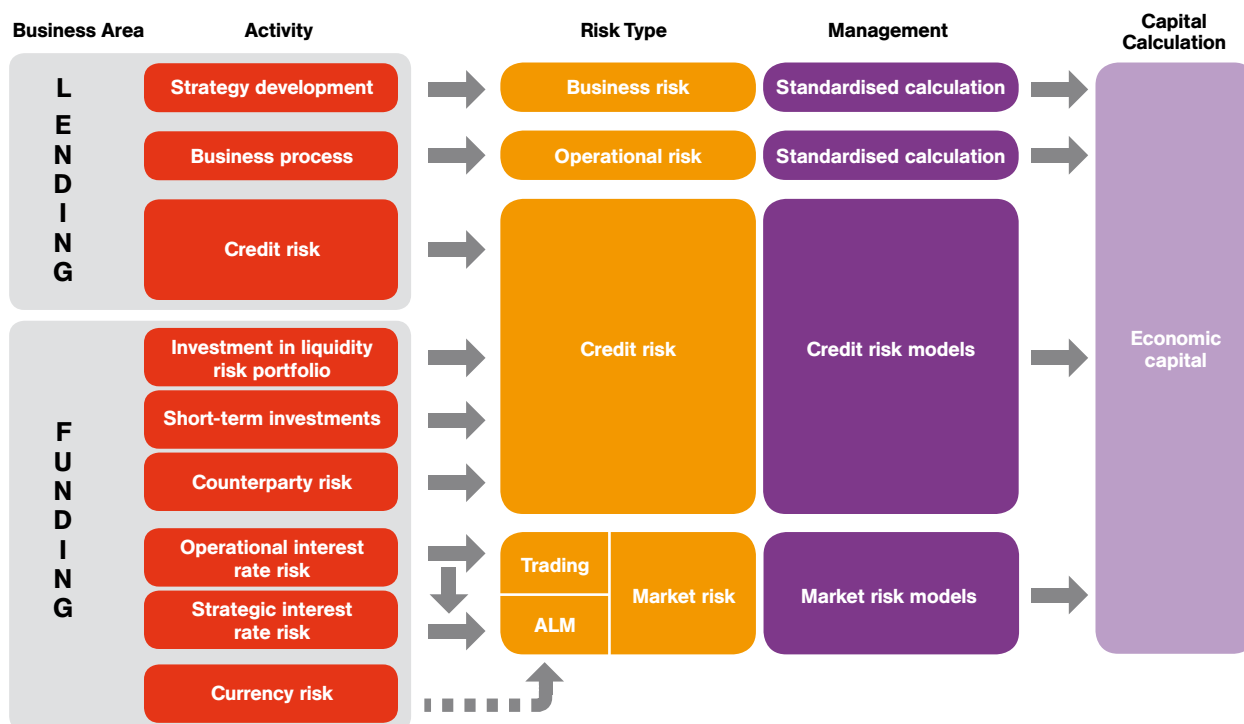 Business Area
Activity
Risk Type
Management
Capital
Calculation
LENDING
Strategy development
Business risk
Standardised calculation
Business process
Operational risk
Standardised calculation
Credit risk
Credit risk
Credit risk models
Economic
capital
FUNDING
Investment in liquidity
risk portfolio
Short-term investments
Counterparty risk
Operational interest
rate risk
Strategic interest
rate risk
Currency risk
Trading
ALM
Market risk
Market risk models